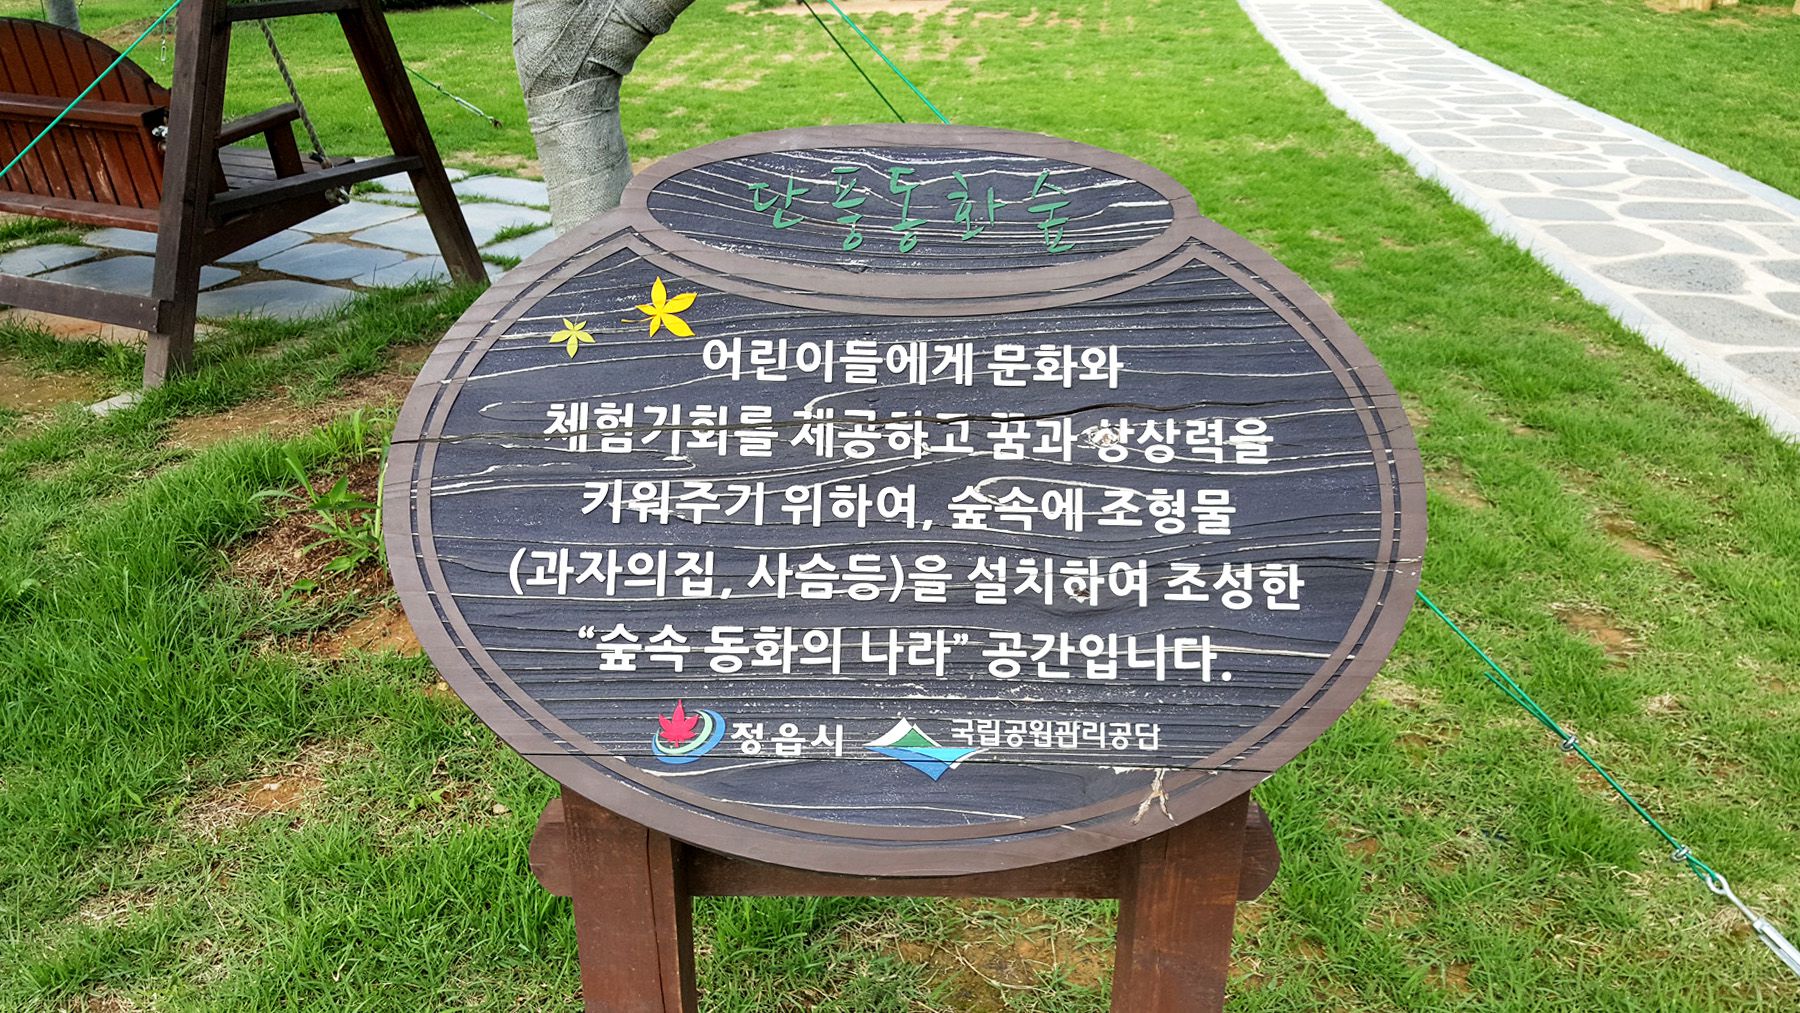 단풍동화숲
어린이들에게 문화와
체험기회를 제공하고 꿈과 상상력을
키워주기 위하여, 숲속에 조형물
(과자의집, 사슴등)을 설치하여 조성한
“숲속 동화의 나라” 공간입니다.
정읍시 국립공원관리공단